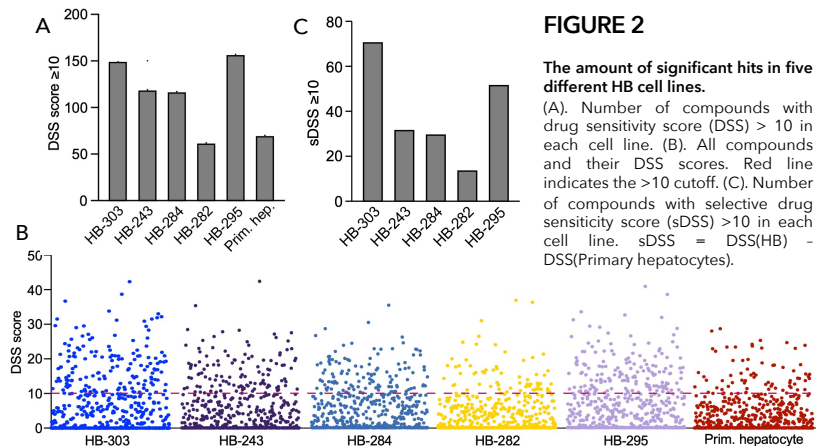 A
DSS score ≥10
200
150
100
50
0
HB-303
HB-243
HB-284
HB-282
HB-295
Prim. hep.
C
sDSS ≥10
80
60
40
20
0
HB-303
HB-243
HB-284
HB-282
HB-295
FIGURE 2
The amount of significant hits in five
different HB cell lines.
(A). Number of compounds with
drug sensitivity score (DSS) > 10 in
each cell line. (B). All compounds
and their DSS scores. Red line
indicates the >10 cutoff. (C). Number
of compounds with selective drug
sensiticity score (sDSS) >10 in each
cell line. sDSS = DSS(HB) –
DSS(Primary hepatocytes).
B
DSS score
50
40
30
20
10
0
HB-303
HB-243
HB-284
HB-282
HB-295
Prim. hepatocyte